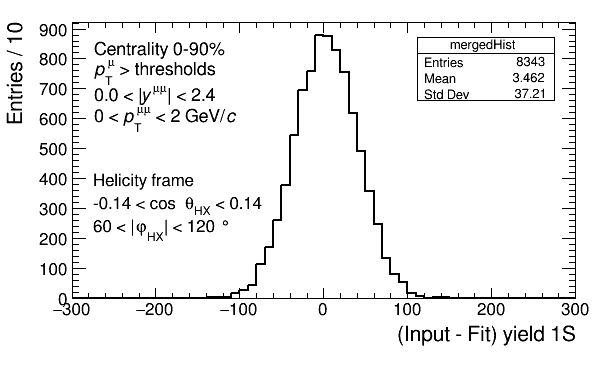 Entries / 10
900
800
700
600
500
400
300
200
100
0
Centrality 0-90%
p_T^μ > thresholds
0.0 < |y^μμ| < 2.4
0 < p_T^μμ < 2 GeV/c
Helicity frame
-0.14 < cos θ_HX < 0.14
60 < |φ_HX| < 120 °
mergedHist
Entries 8343
Mean 3.462
Std Dev 37.21
−300 −200 −100 0 100 200 300
(Input - Fit) yield 1S